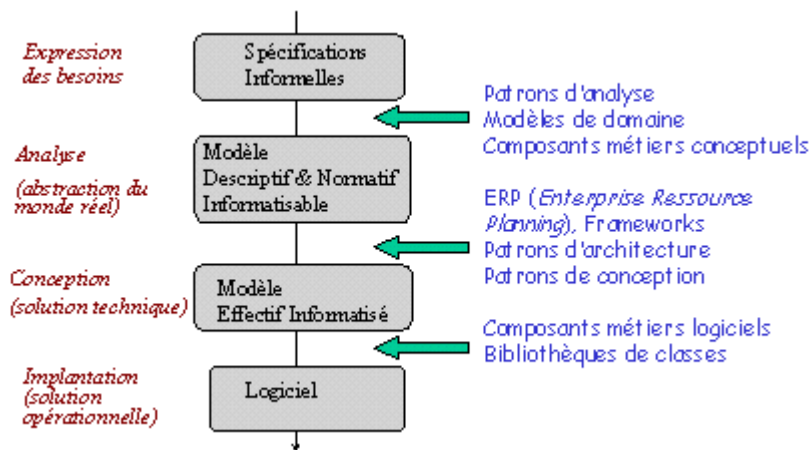 Expression
des besoins
Spécifications
Informelles
Patrons d'analyse
Modèles de domaine
Composants métiers conceptuels
Analyse
(abstraction du
monde réel)
Modèle
Descriptif & Normatif
Informatisable
ERP (Enterprise Ressource
Planning), Frameworks
Patrons d'architecture
Patrons de conception
Conception
(solution technique)
Modèle
Effectif Informatisé
Composants métiers logiciels
Bibliothèques de classes
Implantation
(solution
opérationnelle)
Logiciel